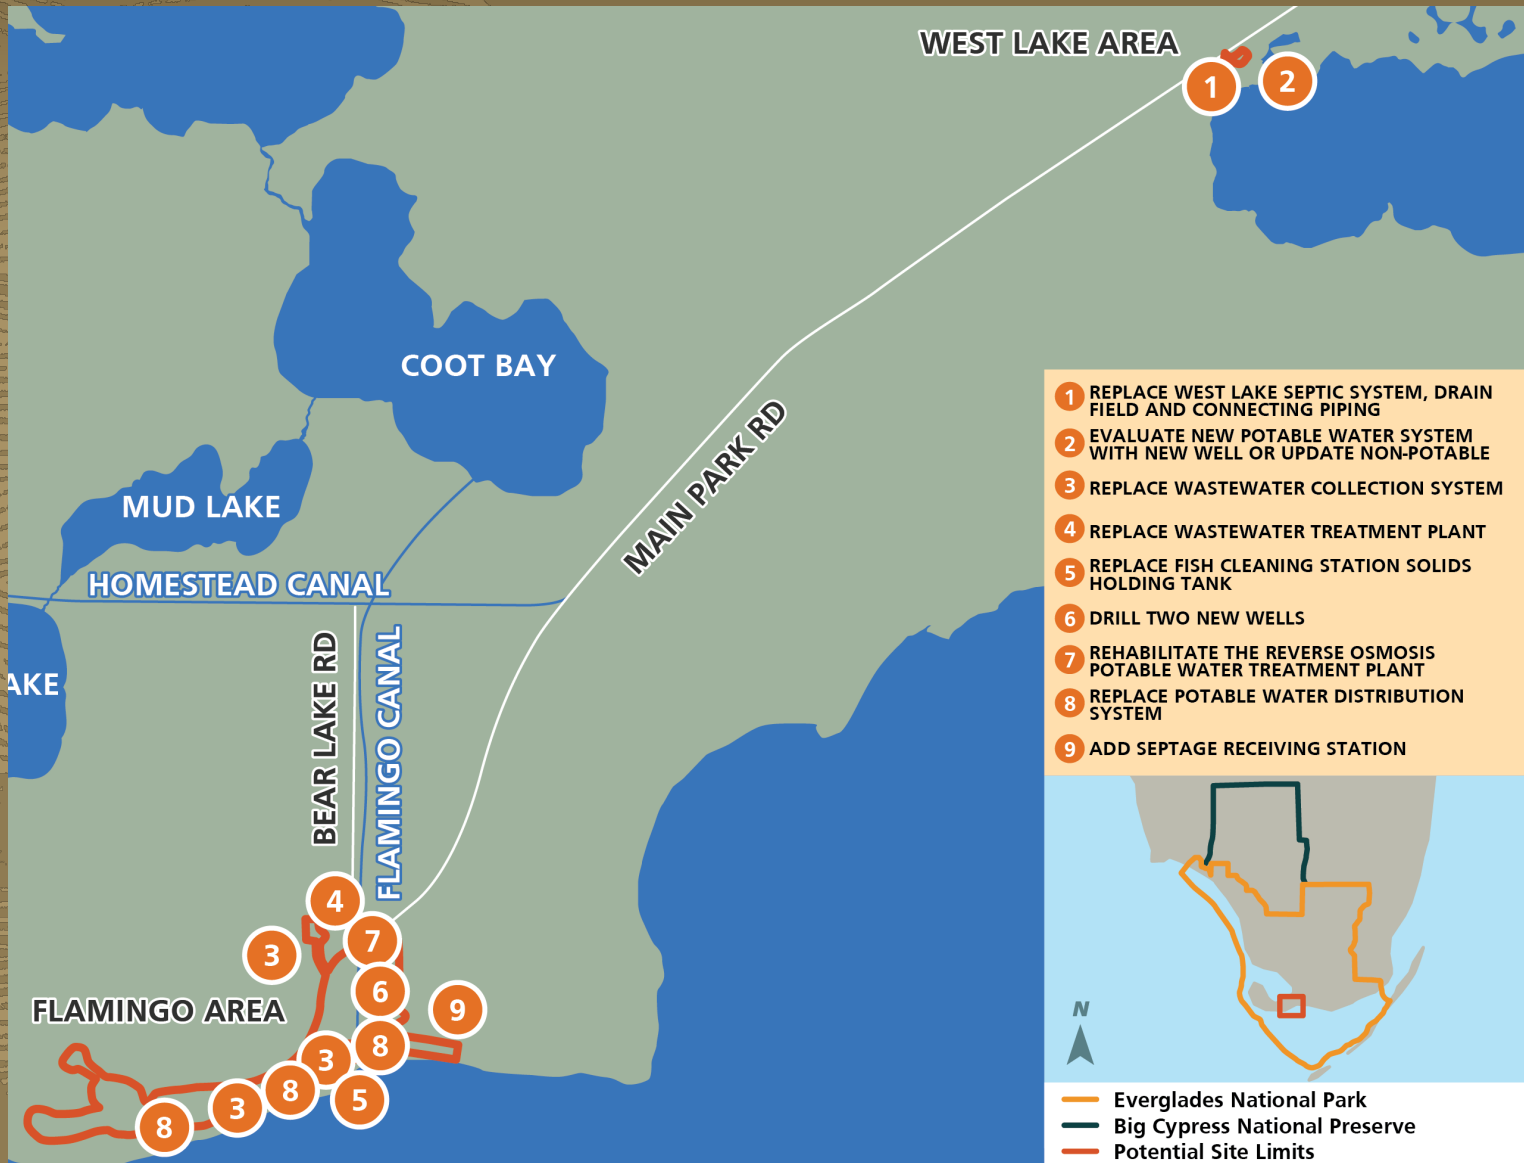 WEST LAKE AREA
1
2
COOT BAY
MUD LAKE
MAIN PARK RD
HOMESTEAD CANAL
AKE
BEAR LAKE RD
FLAMINGO CANAL
4
7
3
6
9
FLAMINGO AREA
8
3
8
5
3
8
1 REPLACE WEST LAKE SEPTIC SYSTEM, DRAIN
FIELD AND CONNECTING PIPING
2 EVALUATE NEW POTABLE WATER SYSTEM
WITH NEW WELL OR UPDATE NON-POTABLE
3 REPLACE WASTEWATER COLLECTION SYSTEM
4 REPLACE WASTEWATER TREATMENT PLANT
5 REPLACE FISH CLEANING STATION SOLIDS
HOLDING TANK
6 DRILL TWO NEW WELLS
7 REHABILITATE THE REVERSE OSMOSIS
POTABLE WATER TREATMENT PLANT
8 REPLACE POTABLE WATER DISTRIBUTION
SYSTEM
9 ADD SEPTAGE RECEIVING STATION
N
Everglades National Park
Big Cypress National Preserve
Potential Site Limits